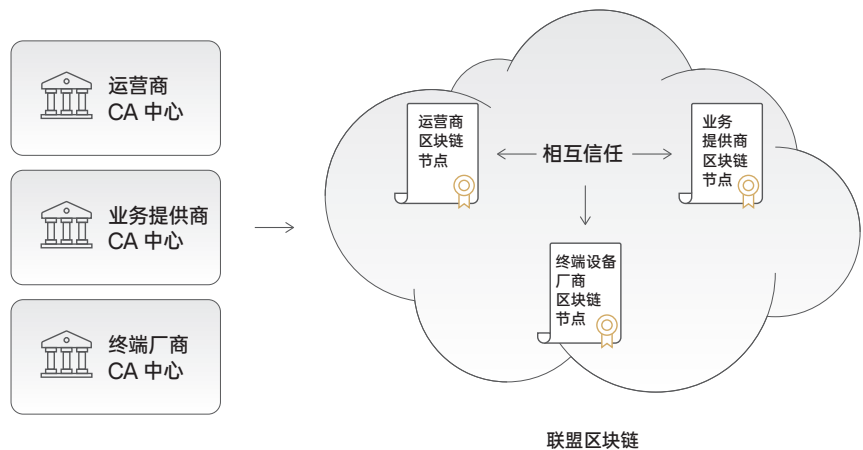 运营商
CA 中心
业务提供商
CA 中心
终端厂商
CA 中心
运营商
区块链
节点
相互信任
业务
提供商
区块链
节点
终端设备
厂商
区块链
节点
联盟区块链